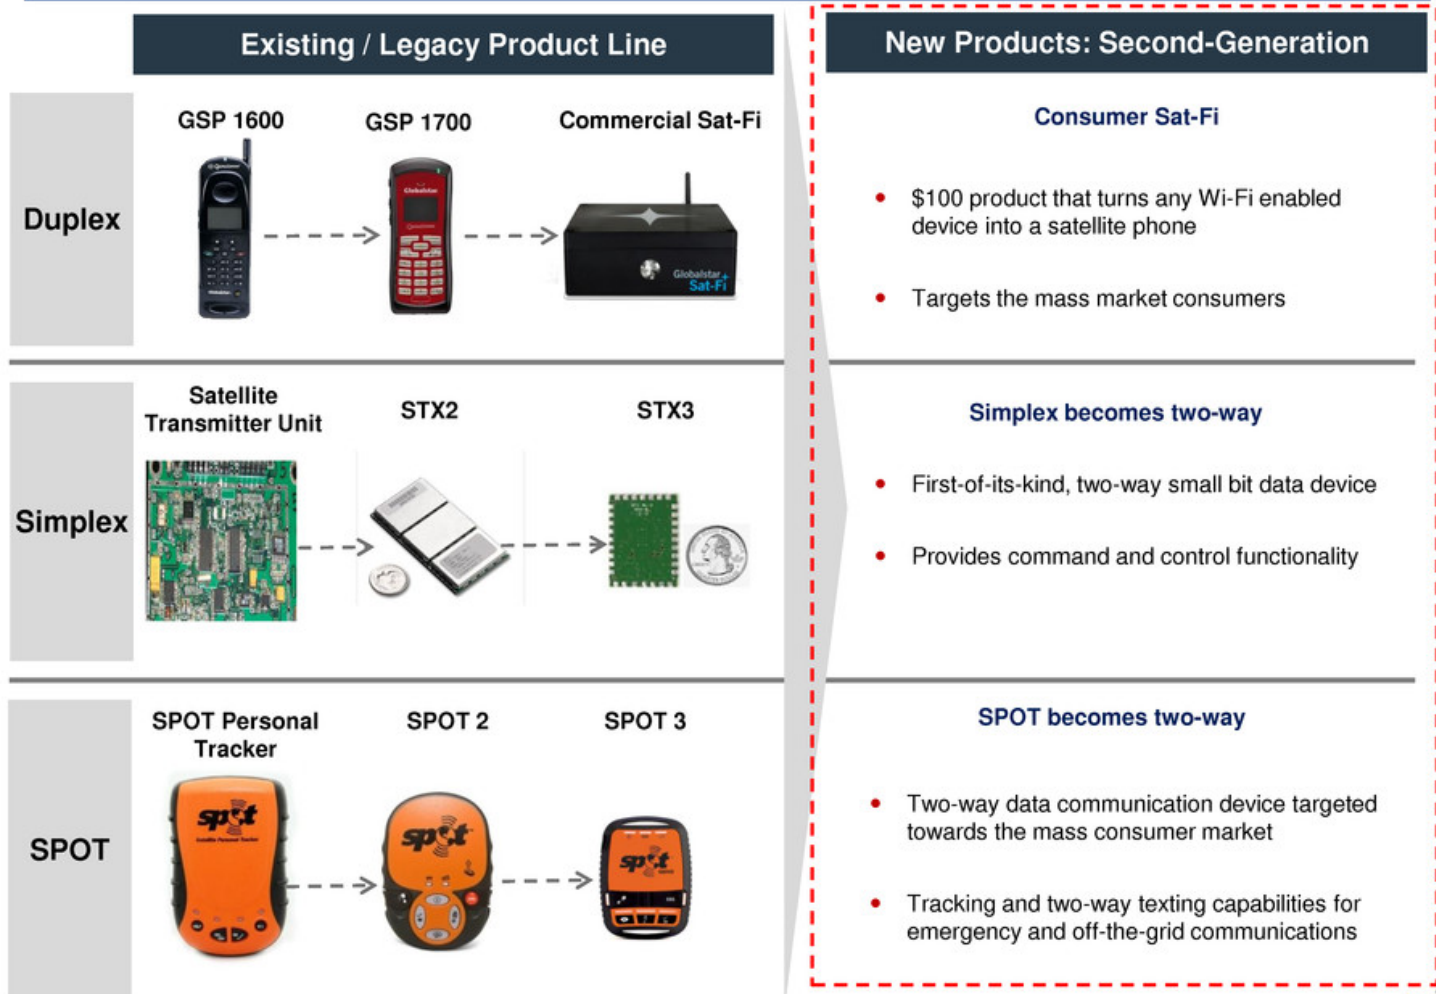 Existing / Legacy Product Line
New Products: Second-Generation
Duplex
GSP 1600
GSP 1700
Commercial Sat-Fi
Globalstar
Globalstar
Sat-Fi
Consumer Sat-Fi
• $100 product that turns any Wi-Fi enabled
device into a satellite phone
• Targets the mass market consumers
Simplex
Satellite
Transmitter Unit
STX2
STX3
Simplex becomes two-way
• First-of-its-kind, two-way small bit data device
• Provides command and control functionality
SPOT
SPOT Personal
Tracker
SPOT 2
SPOT 3
spot
Satellite Personal Tracker
spot
spot
SPOT becomes two-way
• Two-way data communication device targeted
towards the mass consumer market
• Tracking and two-way texting capabilities for
emergency and off-the-grid communications